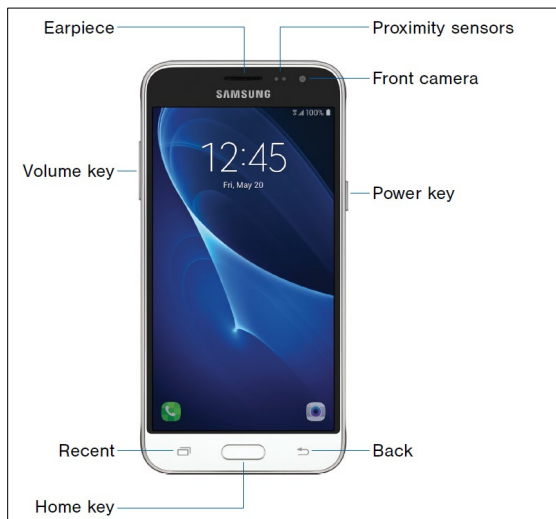 Earpiece
Proximity sensors
Front camera
SAMSUNG
100%
12:45
Fri, May 20
Volume key
Power key
Recent
Back
Home key